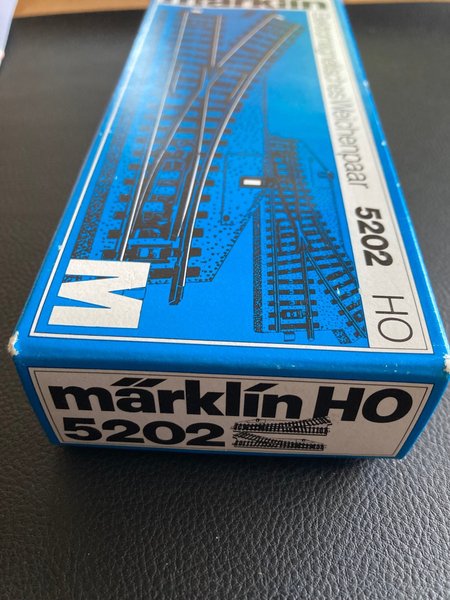 märklin
Elektromagnetisches Weichenpaar 5202 HO
M
märklin HO
5202